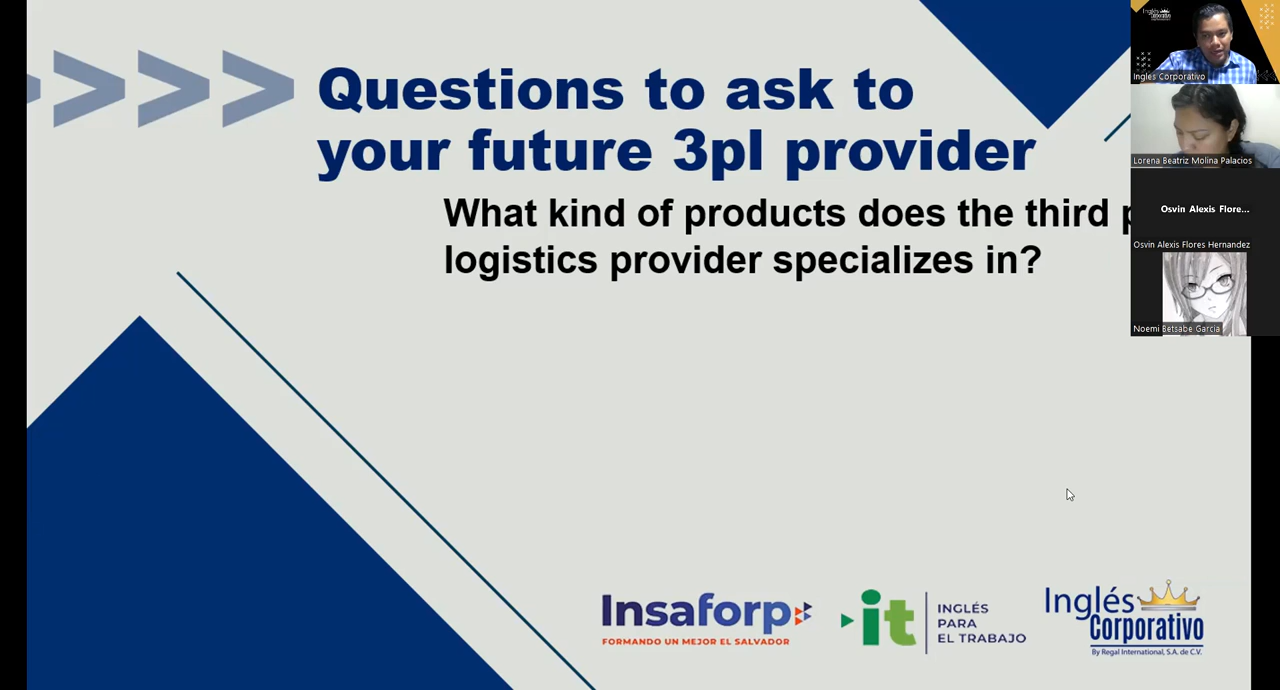 Questions to ask to
your future 3pl provider
What kind of products does the third p
logistics provider specializes in?
Inglés Corporativo
Lorena Beatriz Molina Palacios
Osvin Alexis Flore...
Osvin Alexis Flores Hernandez
Noemi Betsabe Garcia
Insaforp
FORMANDO UN MEJOR EL SALVADOR
it
INGLÉS
PARA
EL TRABAJO
Inglés
Corporativo
By Regal International, S.A. de C.V.